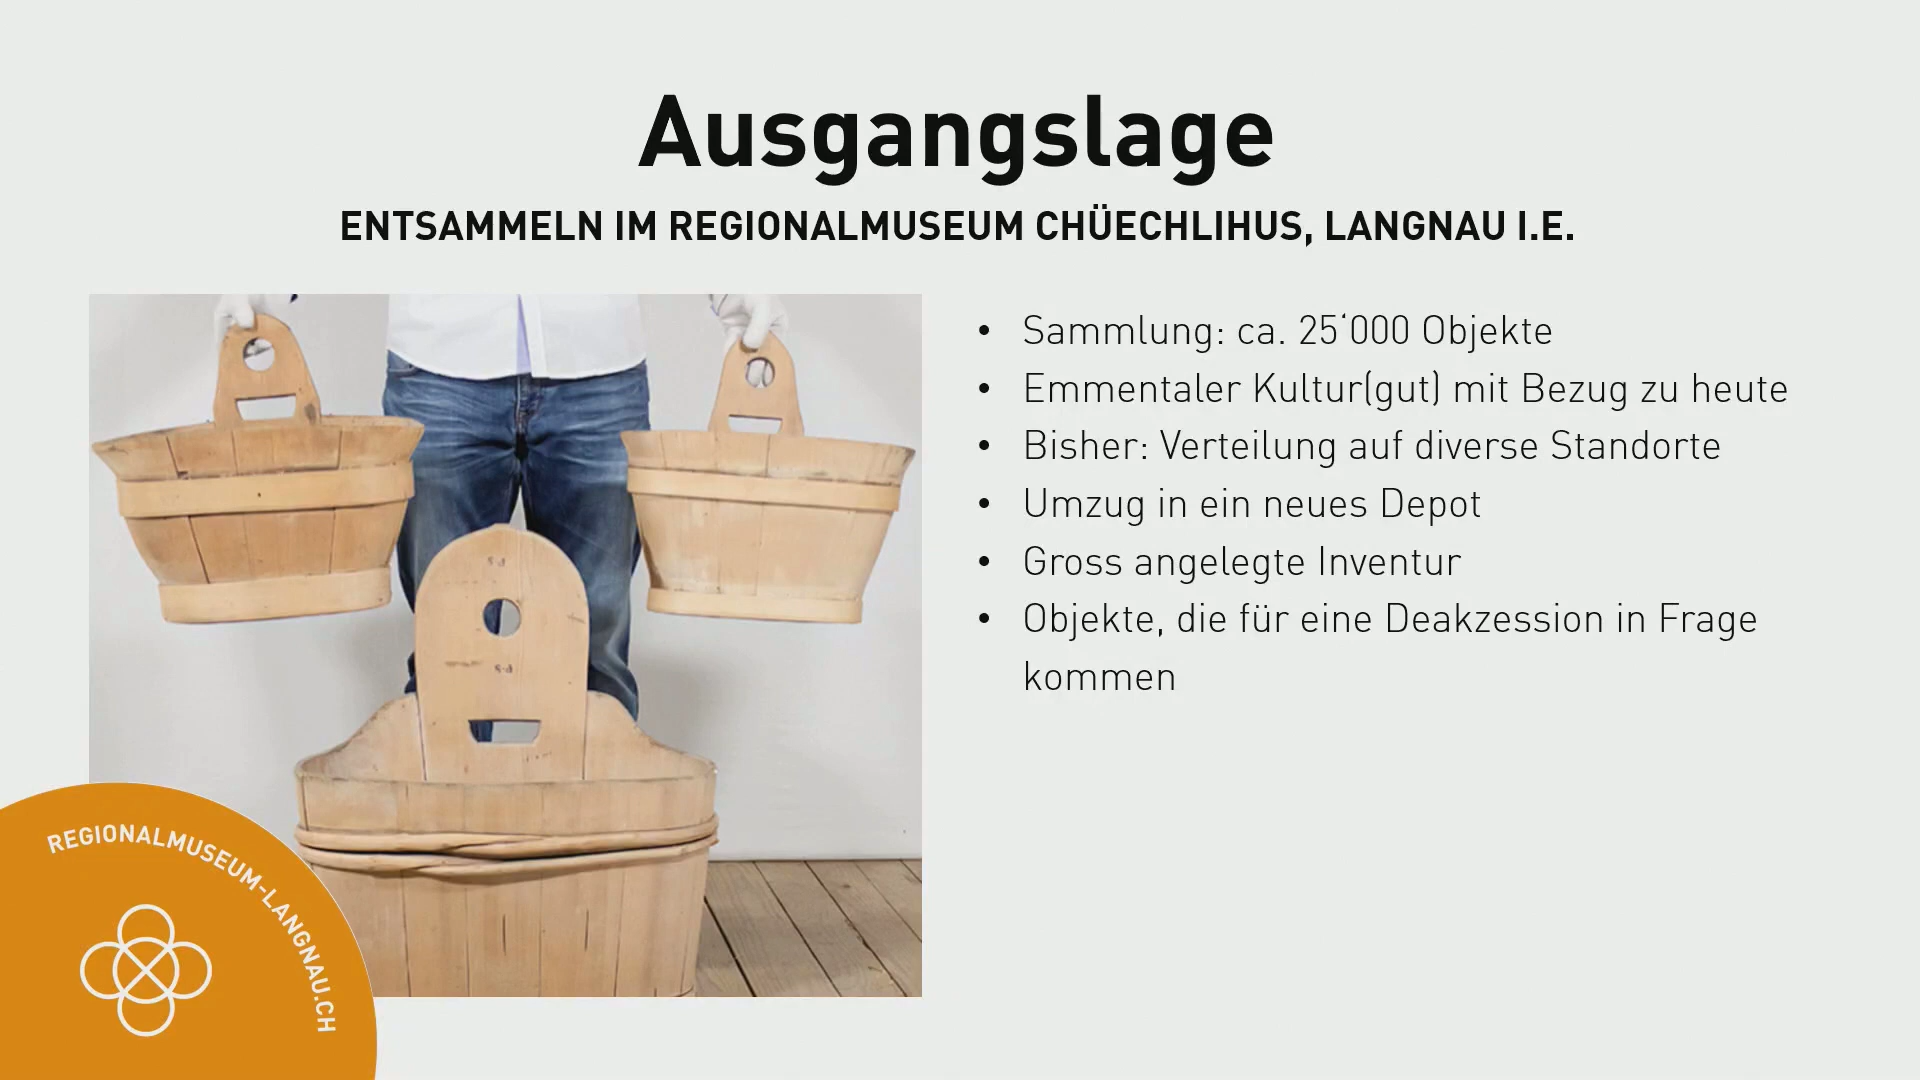 Ausgangslage
ENTSAMMELN IM REGIONALMUSEUM CHÜECHLIHUS, LANGNAU I.E.
• Sammlung: ca. 25‘000 Objekte
• Emmentaler Kultur(gut) mit Bezug zu heute
• Bisher: Verteilung auf diverse Standorte
• Umzug in ein neues Depot
• Gross angelegte Inventur
• Objekte, die für eine Deakzession in Frage
kommen
REGIONALMUSEUM-LANGNAU.CH